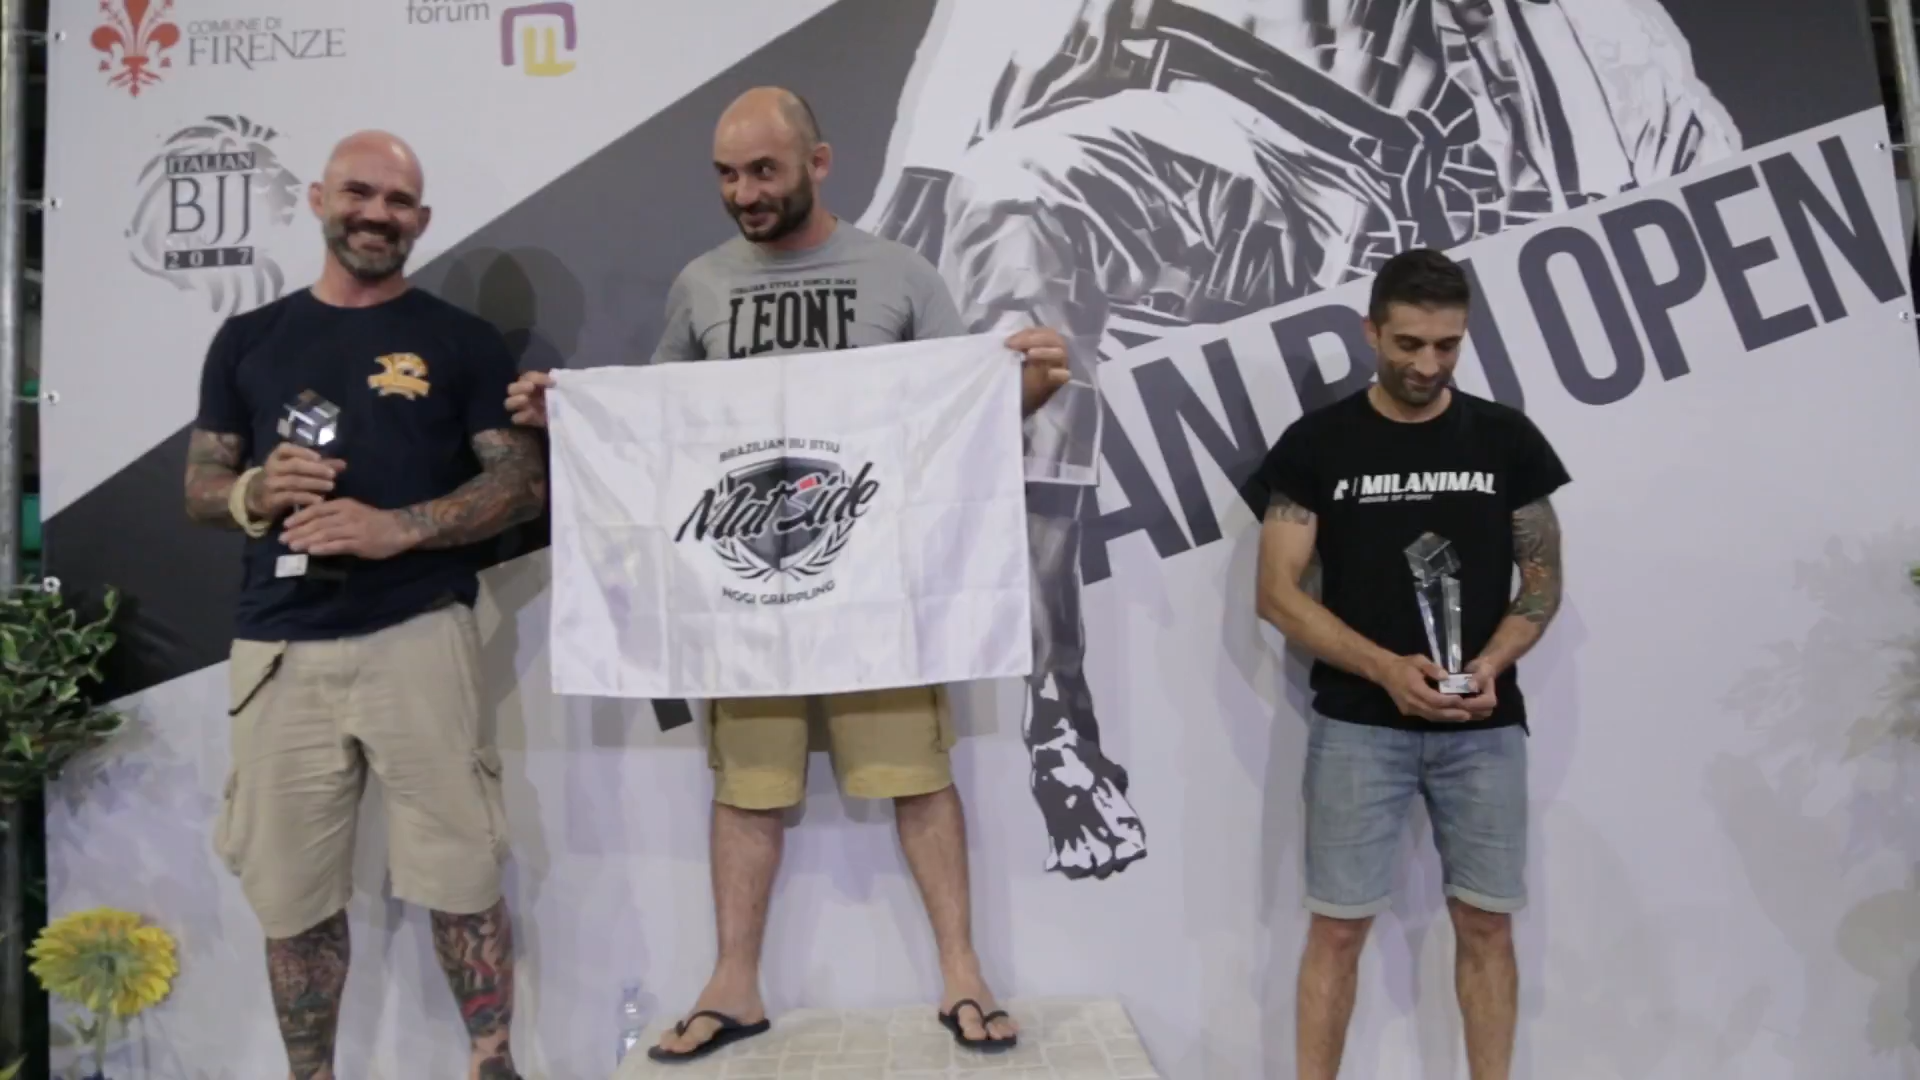 COMUNE DI
FIRENZE
forum
ITALIAN
BJJ
2017
ITALIAN STYLE SINCE 1947
LEONE
AN BJJ OPEN
BRAZILIAN JIU JITSU
MatSide
NOGI GRAPPLING
MILANIMAL
HOUSE OF SPORT